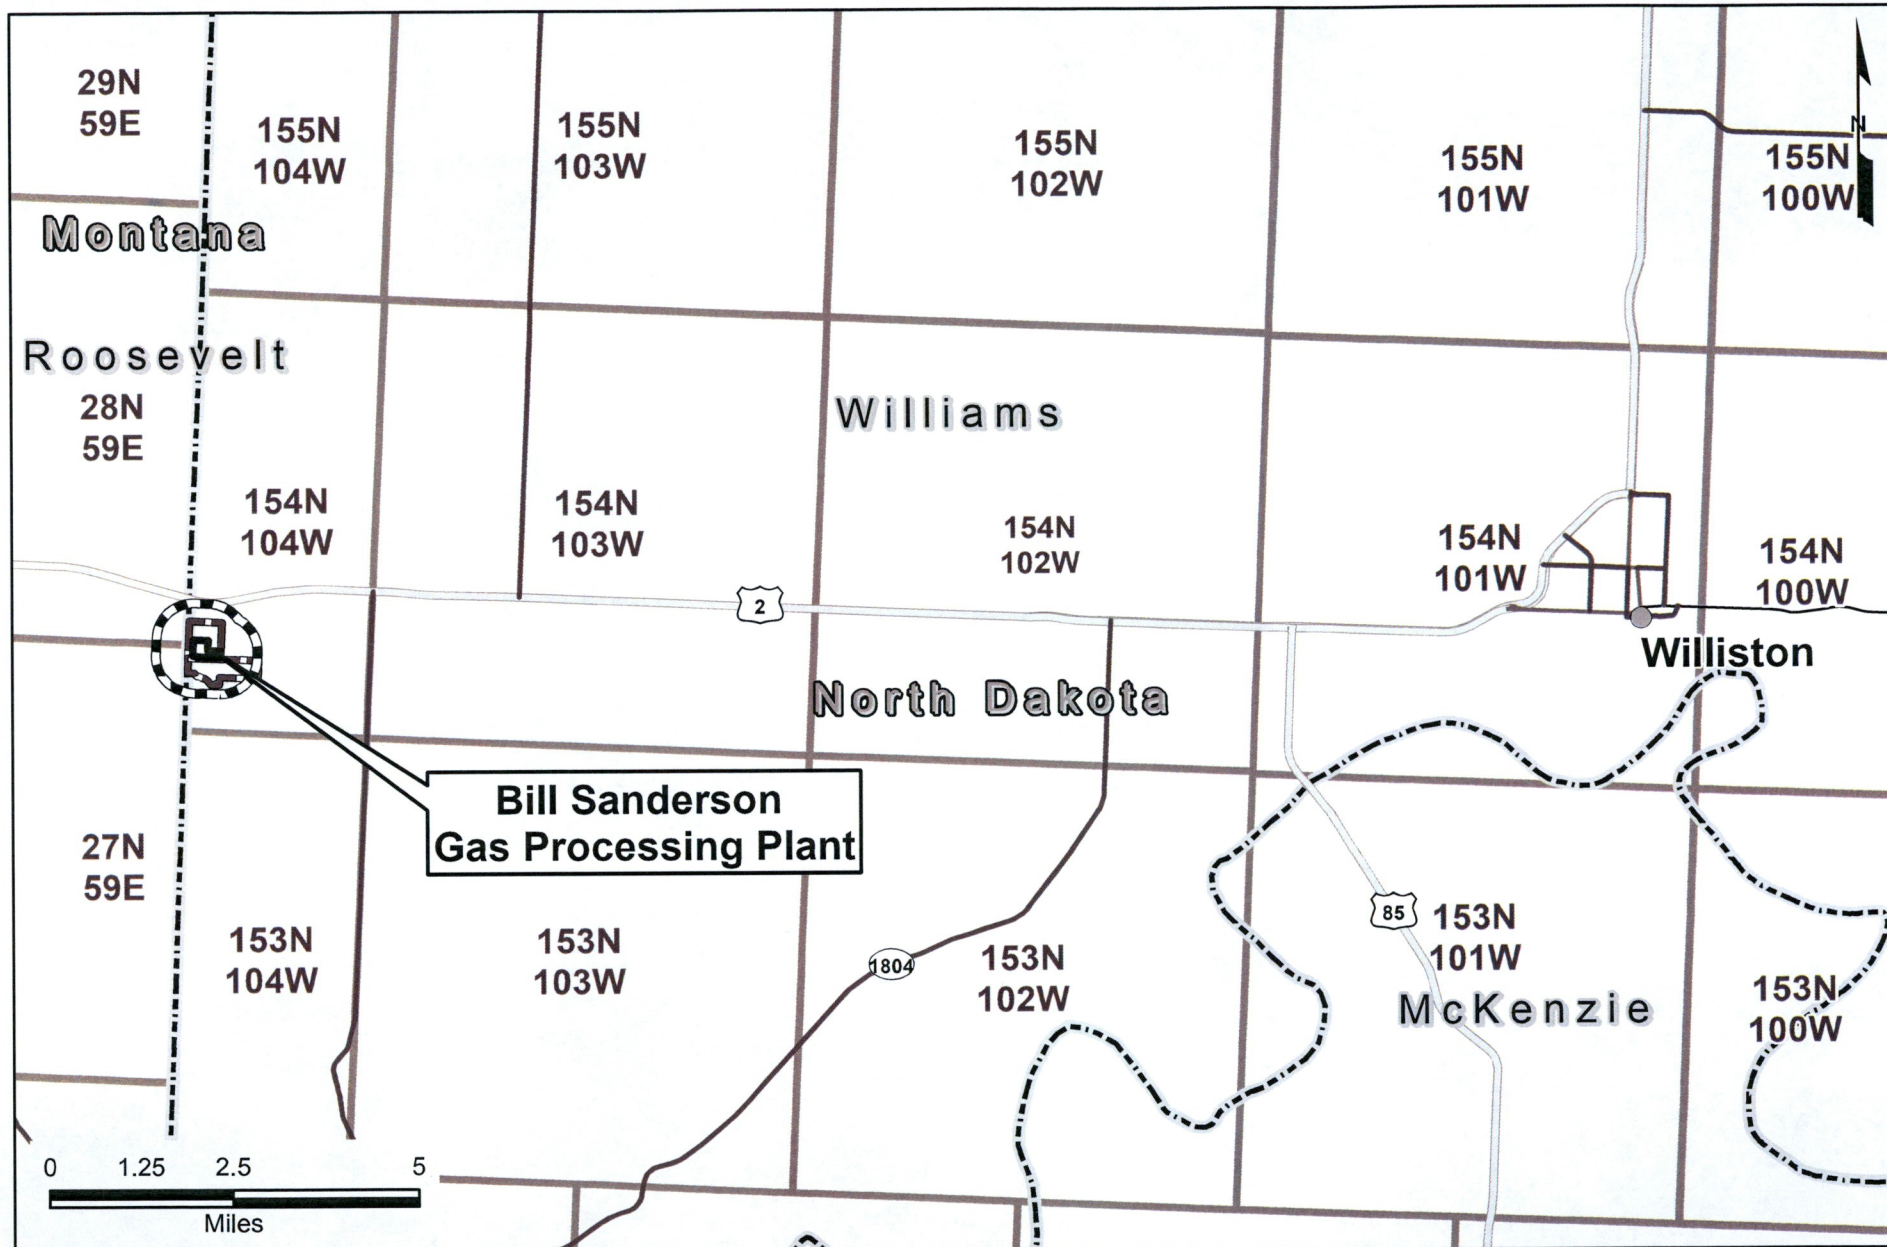 29N
59E
155N
104W
155N
103W
155N
102W
155N
101W
155N
100W
N
Montana
Roosevelt
28N
59E
Williams
154N
104W
154N
103W
154N
102W
154N
101W
154N
100W
2
Williston
North Dakota
Bill Sanderson
Gas Processing Plant
27N
59E
153N
104W
153N
103W
1804
153N
102W
85
153N
101W
McKenzie
153N
100W
0 1.25 2.5 5
Miles